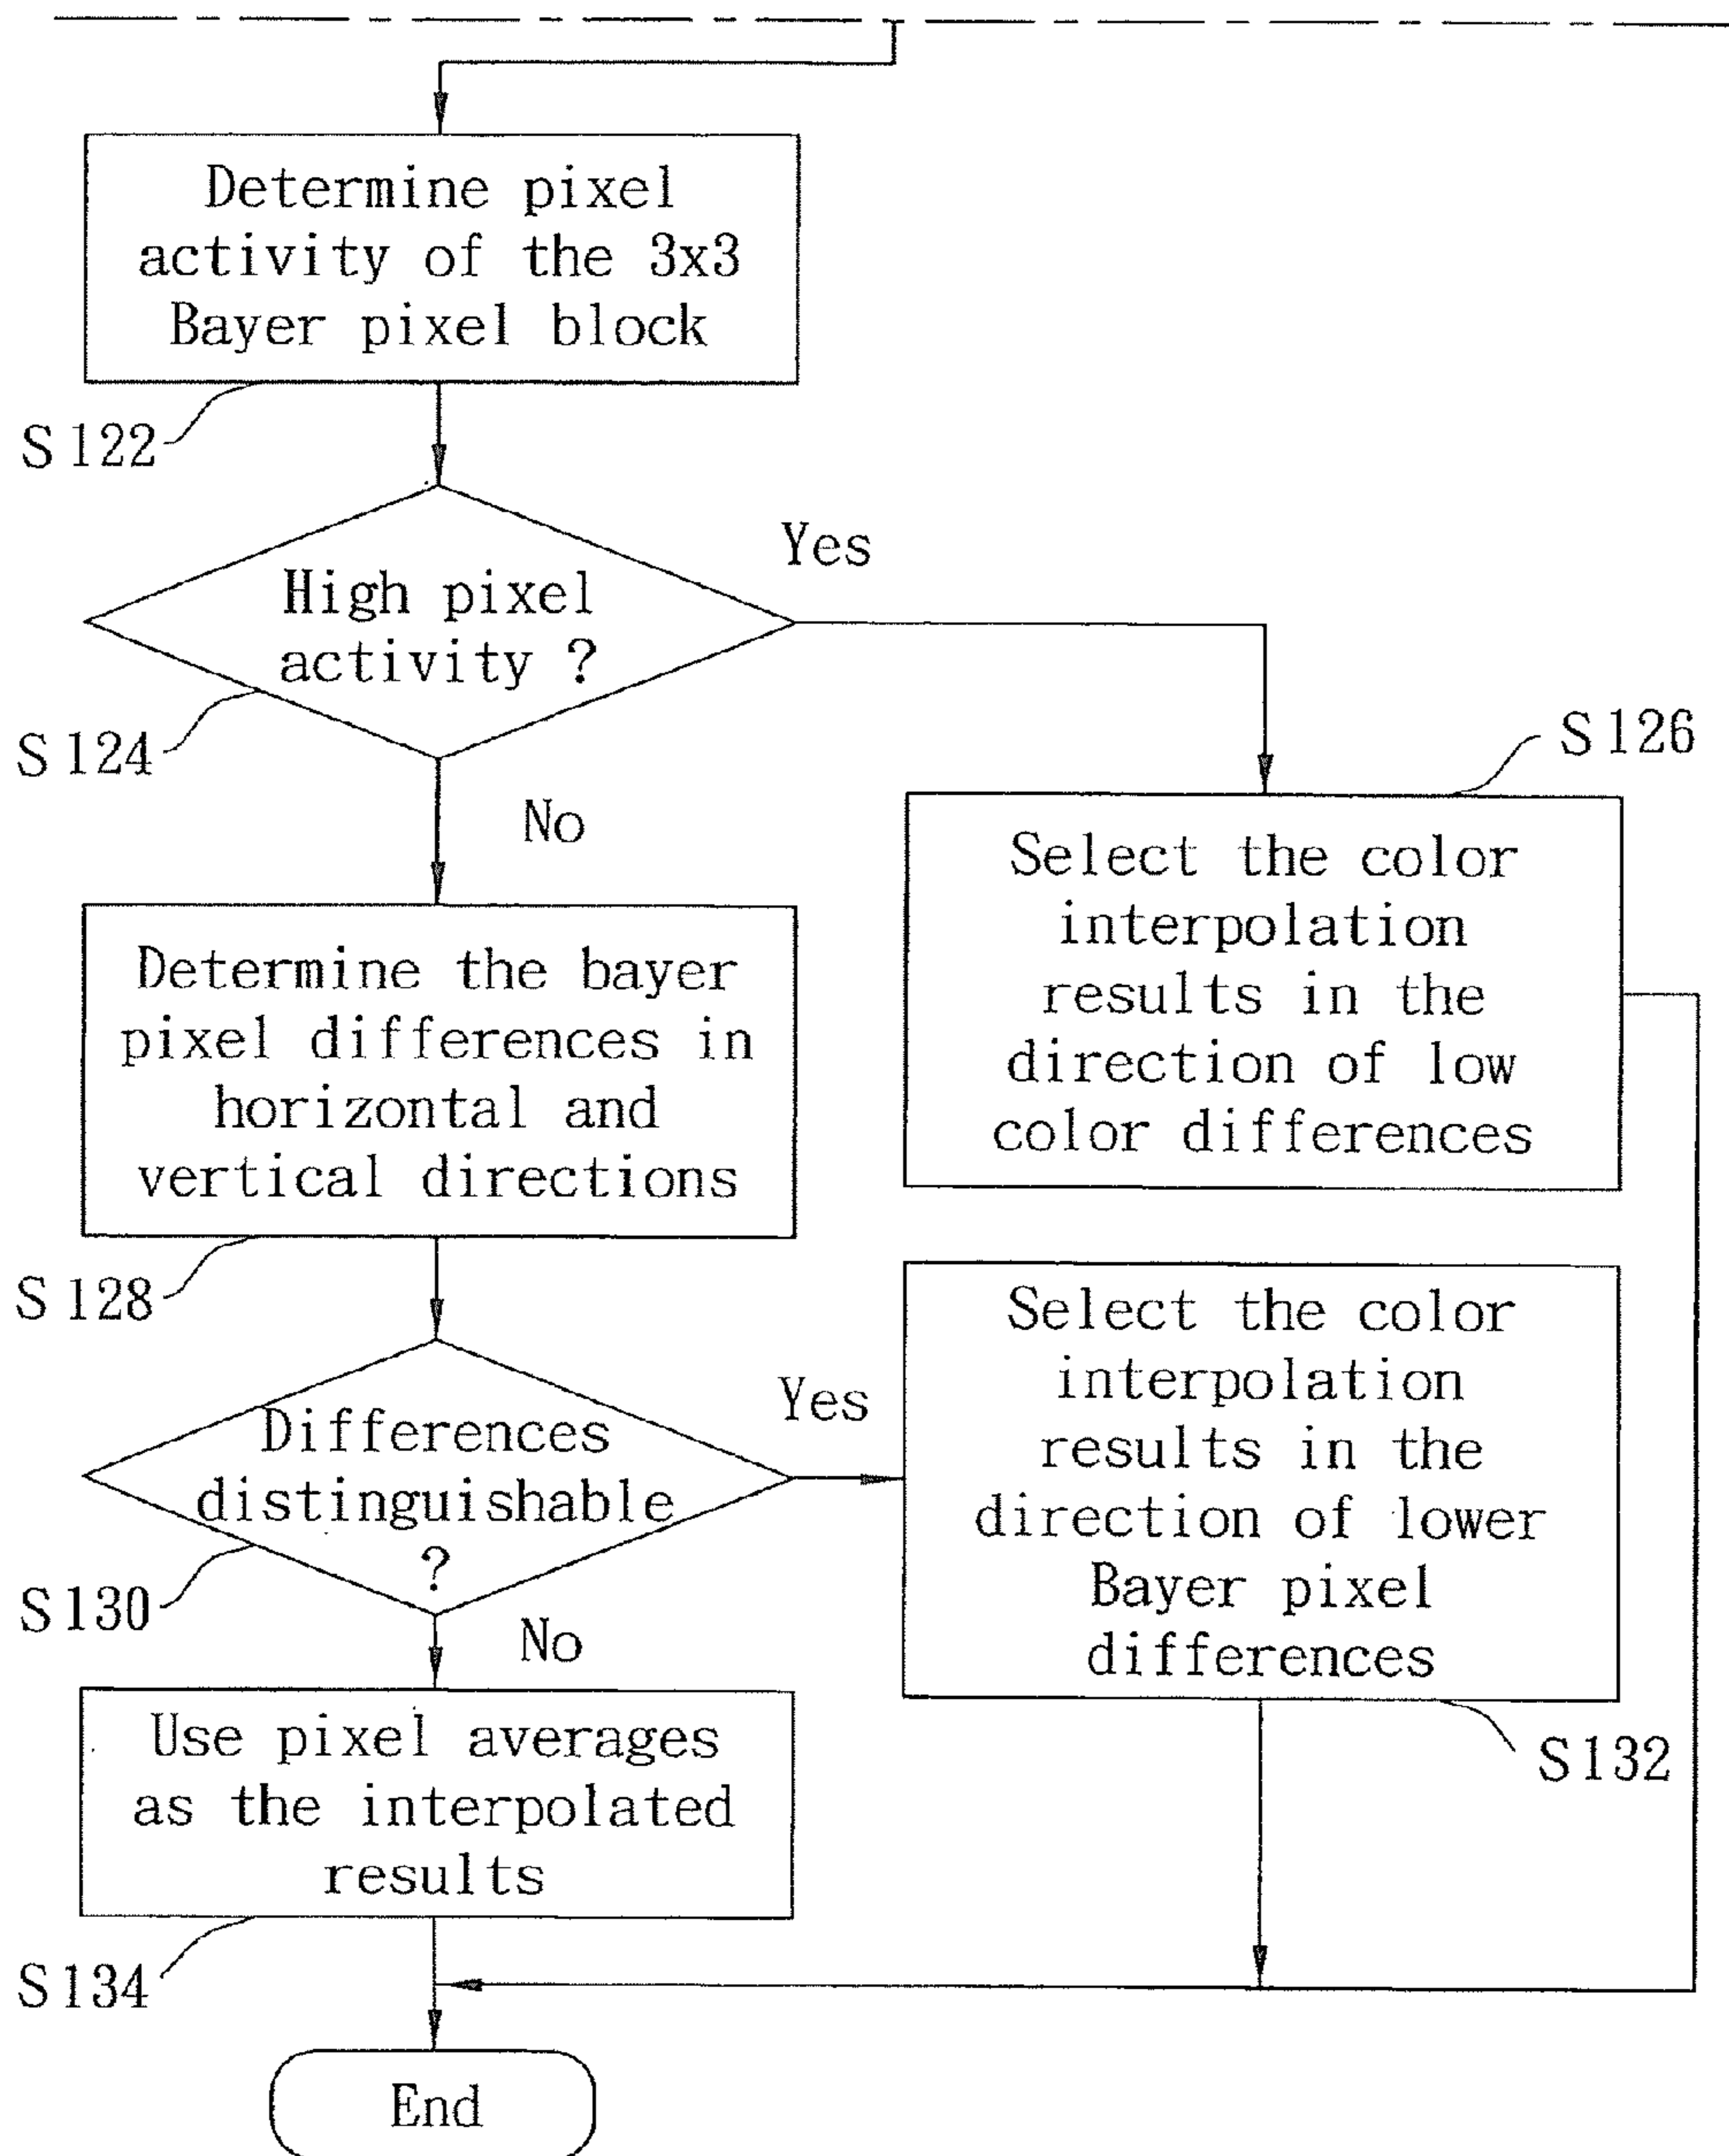 Determine pixel
activity of the 3x3
Bayer pixel block
S122
High pixel
activity ?
Yes
S124
No
S126
Select the color
interpolation
results in the
direction of low
color differences
Determine the bayer
pixel differences in
horizontal and
vertical directions
S128
Differences
distinguishable
?
Yes
S130
No
Select the color
interpolation
results in the
direction of lower
Bayer pixel
differences
S132
Use pixel averages
as the interpolated
results
S134
End